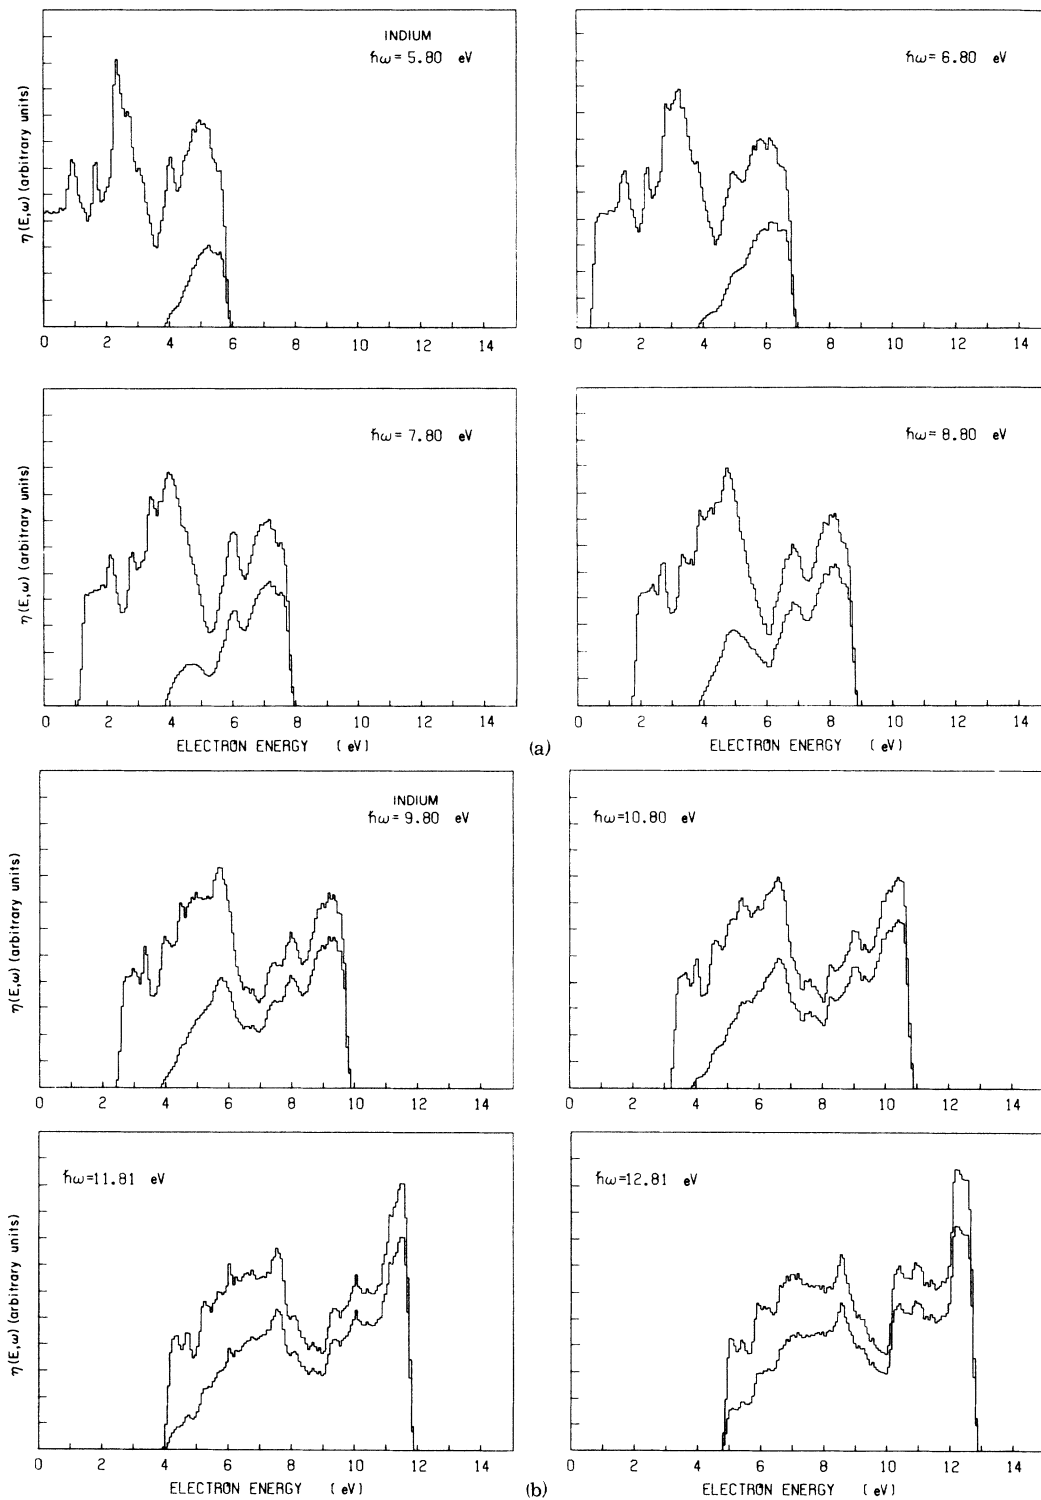 INDIUM
ħω = 5.80 eV
η(E,ω) (arbitrary units)
0 2 4 6 8 10 12 14
ħω = 6.80 eV
0 2 4 6 8 10 12 14
ħω = 7.80 eV
η(E,ω) (arbitrary units)
0 2 4 6 8 10 12 14
ELECTRON ENERGY (eV)
ħω = 8.80 eV
0 2 4 6 8 10 12 14
ELECTRON ENERGY (eV)
(a)
INDIUM
ħω = 9.80 eV
η(E,ω) (arbitrary units)
0 2 4 6 8 10 12 14
ħω=10.80 eV
0 2 4 6 8 10 12 14
ħω=11.81 eV
η(E,ω) (arbitrary units)
0 2 4 6 8 10 12 14
ELECTRON ENERGY (eV)
ħω=12.81 eV
0 2 4 6 8 10 12 14
ELECTRON ENERGY (eV)
(b)